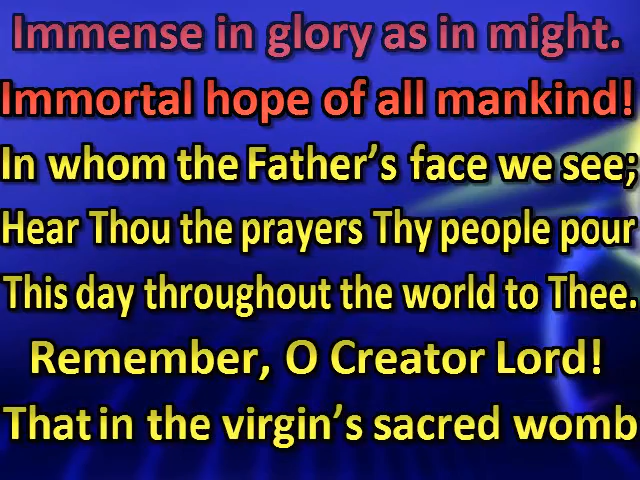 Immense in glory as in might.
Immortal hope of all mankind!
In whom the Father's face we see;
Hear Thou the prayers Thy people pour
This day throughout the world to Thee.
Remember, O Creator Lord!
That in the virgin's sacred womb